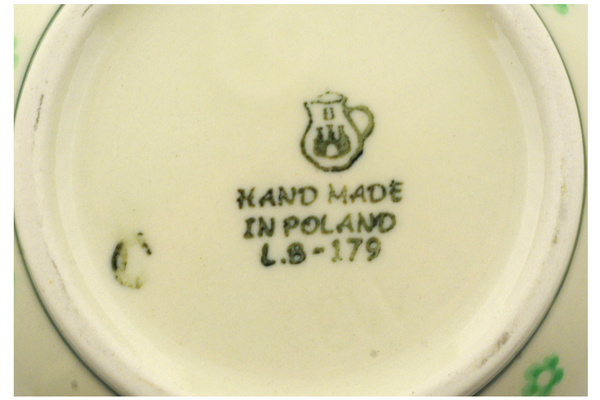 B
HAND MADE
IN POLAND
L.B-179
C